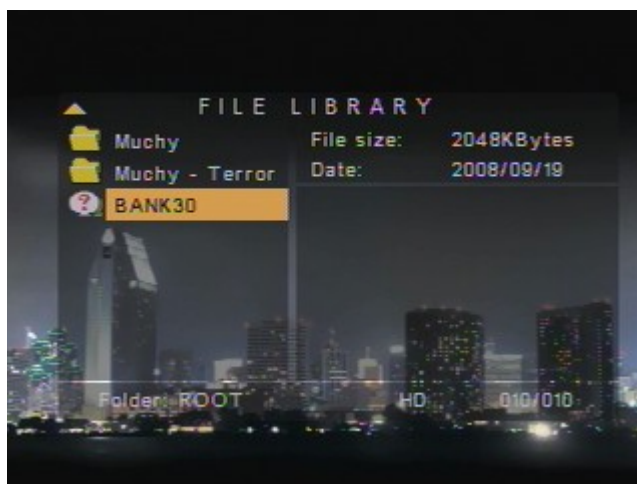 FILE LIBRARY
Muchy
Muchy - Terror
BANK30
File size: 2048KBytes
Date: 2008/09/19
Folder: ROOT HD 010/010